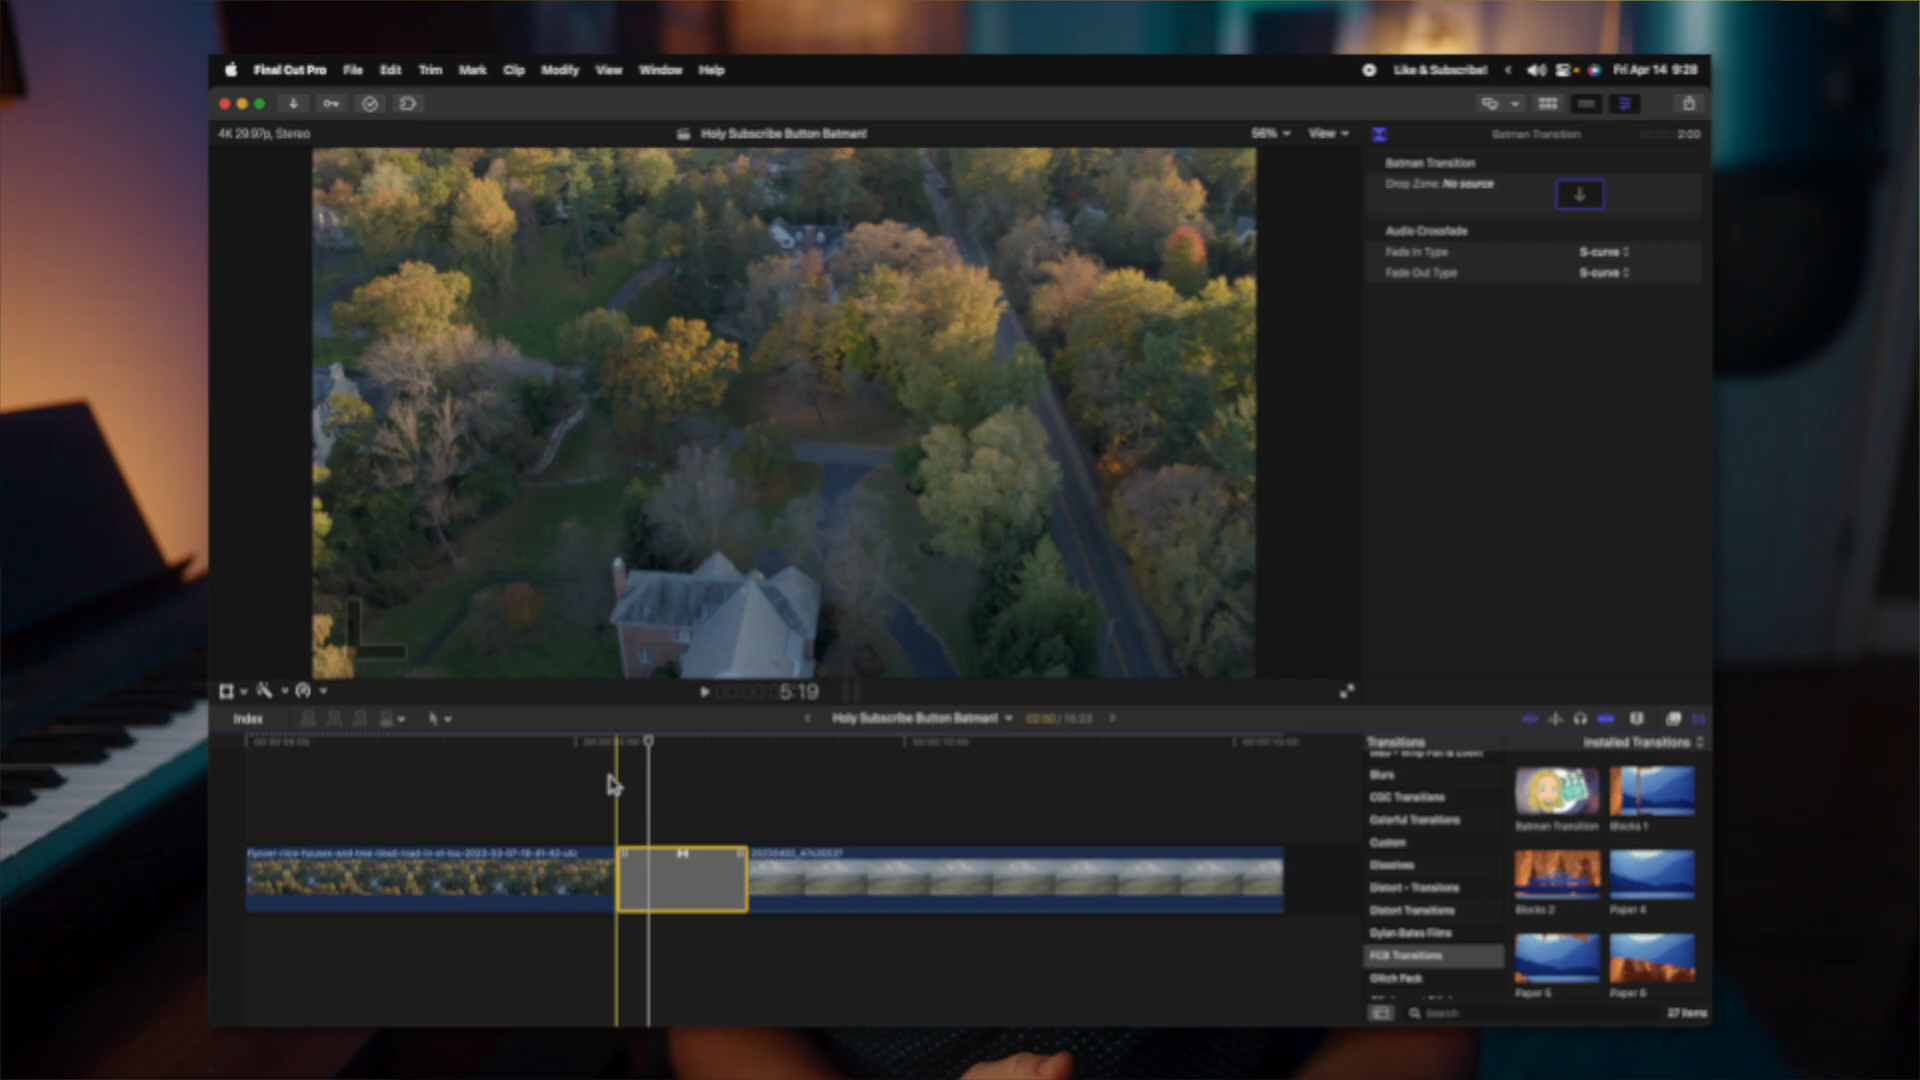 Final Cut Pro File Edit Trim Mark Clip Modify View Window Help
Like & Subscribe! Fri Apr 14 9:28
4K 29.97p, Stereo
Holy Subscribe Button Batman!
56% View
Batman Transition 2:00
Batman Transition
Drop Zone: No source
Audio Crossfade
Fade In Type S-curve
Fade Out Type S-curve
5:19
Index
Holy Subscribe Button Batman! 02:00 / 15:23
Transitions
Installed Transitions
Blurs
Colorful Transitions
Custom
Dissolves
Distort - Transitions
Distort Transitions
Dylan Bates Films
FCB Transitions
Glitch Pack
Batman Transition
Blocks 1
Blocks 2
Paper 4
Paper 5
Paper 6
Search
27 items